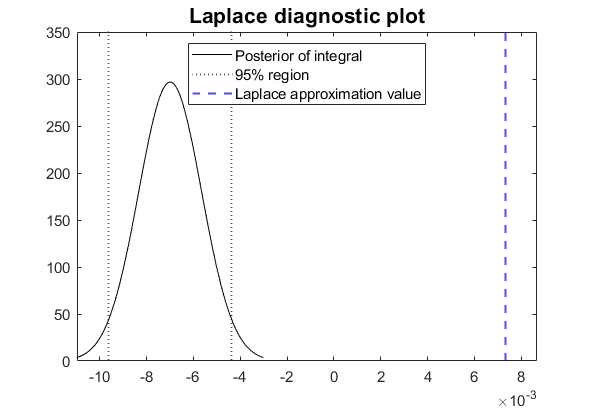 Laplace diagnostic plot
350
300
250
200
150
100
50
0
Posterior of integral
95% region
Laplace approximation value
-10 -8 -6 -4 -2 0 2 4 6 8
×10⁻³